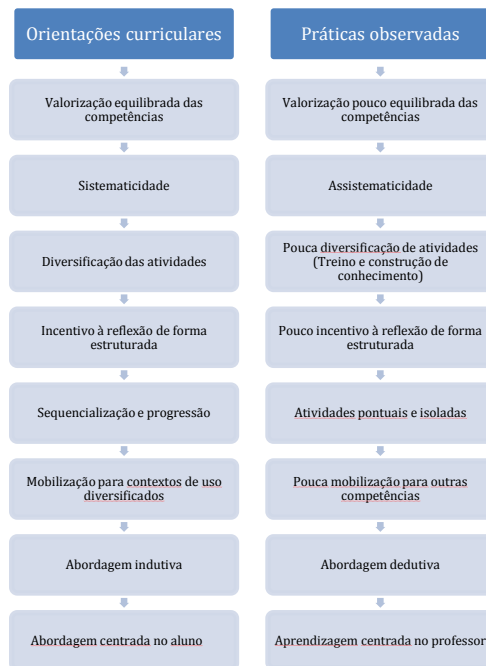 Orientações curriculares
Valorização equilibrada das
competências
Sistematicidade
Diversificação das atividades
Incentivo à reflexão de forma
estruturada
Sequencialização e progressão
Mobilização para contextos de uso
diversificados
Abordagem indutiva
Abordagem centrada no aluno
Práticas observadas
Valorização pouco equilibrada das
competências
Assistematicidade
Pouca diversificação de atividades
(Treino e construção de
conhecimento)
Pouco incentivo à reflexão de forma
estruturada
Atividades pontuais e isoladas
Pouca mobilização para outras
competências
Abordagem dedutiva
Aprendizagem centrada no professor